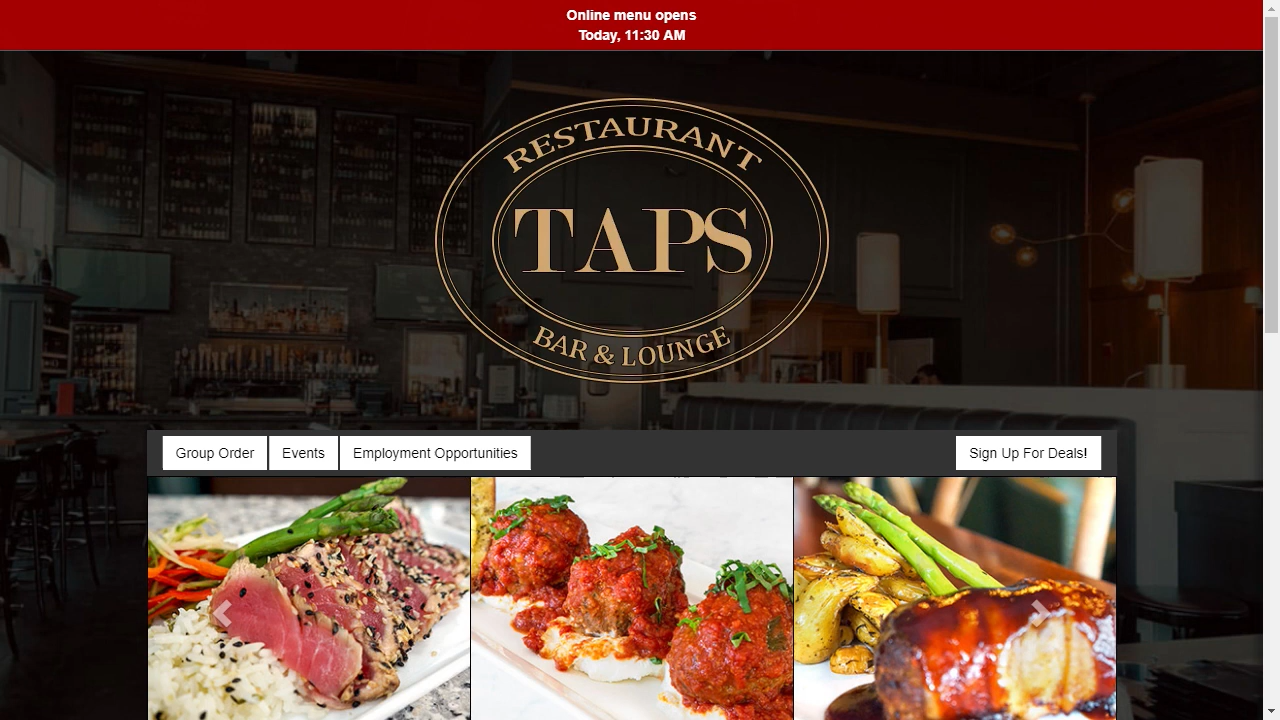 Online menu opens
Today, 11:30 AM
RESTAURANT
TAPS
BAR & LOUNGE
Group Order
Events
Employment Opportunities
Sign Up For Deals!